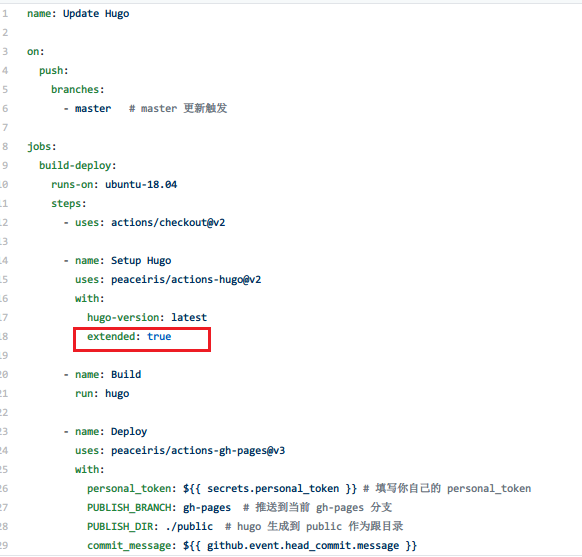 1 name: Update Hugo
2
3 on:
4   push:
5     branches:
6       - master   # master 更新触发
7
8 jobs:
9   build-deploy:
10     runs-on: ubuntu-18.04
11     steps:
12       - uses: actions/checkout@v2
13
14       - name: Setup Hugo
15         uses: peaceiris/actions-hugo@v2
16         with:
17           hugo-version: latest
18           extended: true
19
20       - name: Build
21         run: hugo
22
23       - name: Deploy
24         uses: peaceiris/actions-gh-pages@v3
25         with:
26           personal_token: ${{ secrets.personal_token }} # 填写你自己的 personal_token
27           PUBLISH_BRANCH: gh-pages  # 推送到当前 gh-pages 分支
28           PUBLISH_DIR: ./public  # hugo 生成到 public 作为跟目录
29           commit_message: ${{ github.event.head_commit.message }}